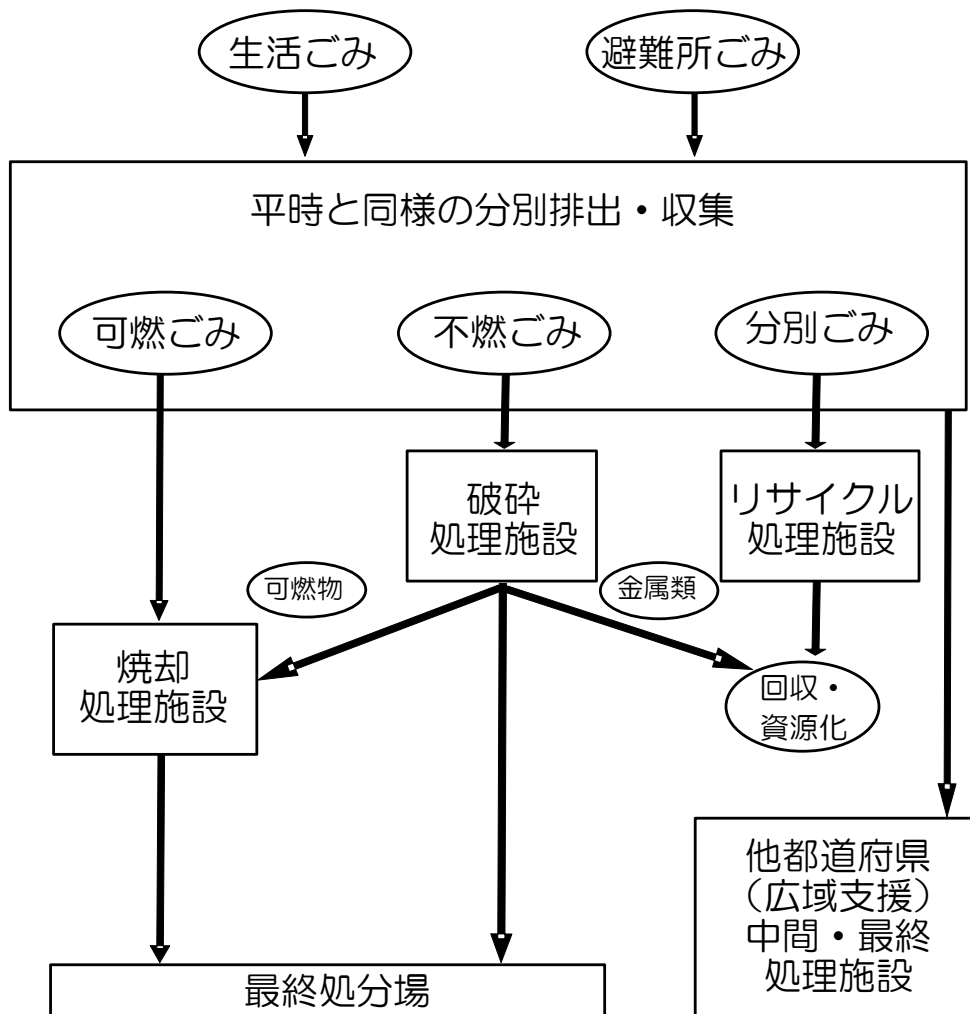 生活ごみ
避難所ごみ
平時と同様の分別排出・収集
可燃ごみ
不燃ごみ
分別ごみ
破砕
処理施設
リサイクル
処理施設
可燃物
金属類
焼却
処理施設
回収・
資源化
他都道府県
（広域支援）
中間・最終
処理施設
最終処分場